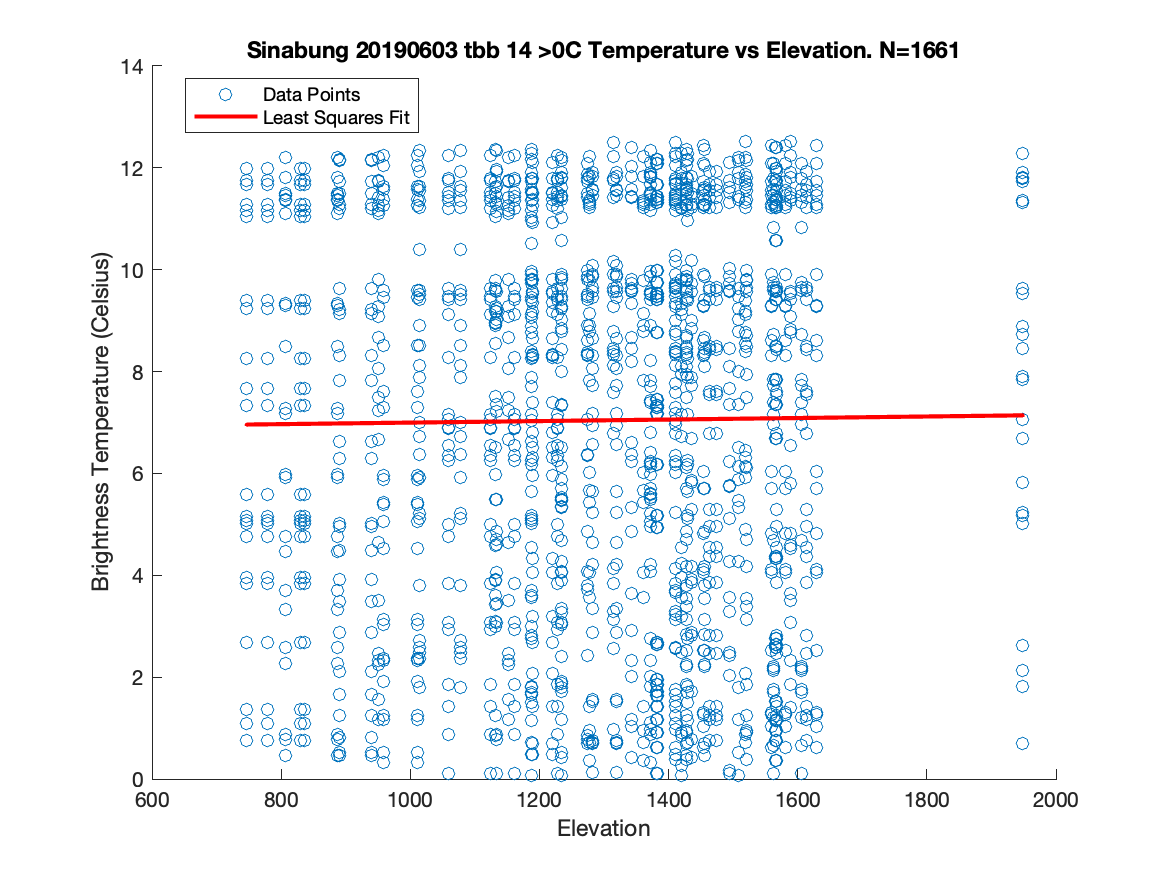 Sinabung 20190603 tbb 14 >0C Temperature vs Elevation. N=1661
14
12
10
8
6
4
2
0
Brightness Temperature (Celsius)
Data Points
Least Squares Fit
600 800 1000 1200 1400 1600 1800 2000
Elevation